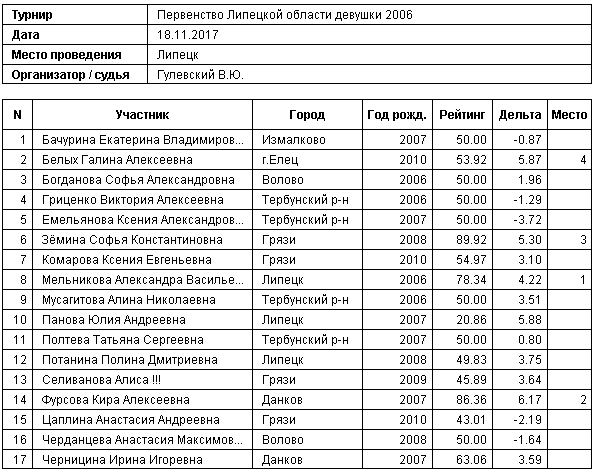 Турнир Первенство Липецкой области девушки 2006
Дата 18.11.2017
Место проведения Липецк
Организатор / судья Гулевский В.Ю.
N Участник Город Год рожд. Рейтинг Дельта Место
1 Бачурина Екатерина Владимиров... Измалково 2007 50.00 -0.87
2 Белых Галина Алексеевна г.Елец 2010 53.92 5.87 4
3 Богданова Софья Александровна Волово 2006 50.00 1.96
4 Гриценко Виктория Алексеевна Тербунский р-н 2006 50.00 -1.29
5 Емельянова Ксения Александров... Тербунский р-н 2007 50.00 -3.72
6 Зёмина Софья Константиновна Грязи 2008 89.92 5.30 3
7 Комарова Ксения Евгеньевна Грязи 2010 54.97 3.10
8 Мельникова Александра Василье... Липецк 2006 78.34 4.22 1
9 Мусагитова Алина Николаевна Тербунский р-н 2006 50.00 3.51
10 Панова Юлия Андреевна Липецк 2007 20.86 5.88
11 Полтева Татьяна Сергеевна Тербунский р-н 2007 50.00 0.80
12 Потанина Полина Дмитриевна Липецк 2008 49.83 3.75
13 Селиванова Алиса !!! Грязи 2009 45.89 3.64
14 Фурсова Кира Алексеевна Данков 2007 86.36 6.17 2
15 Цаплина Анастасия Андреевна Грязи 2010 43.01 -2.19
16 Черданцева Анастасия Максимов... Волово 2008 50.00 -1.64
17 Черницина Ирина Игоревна Данков 2007 63.06 3.59